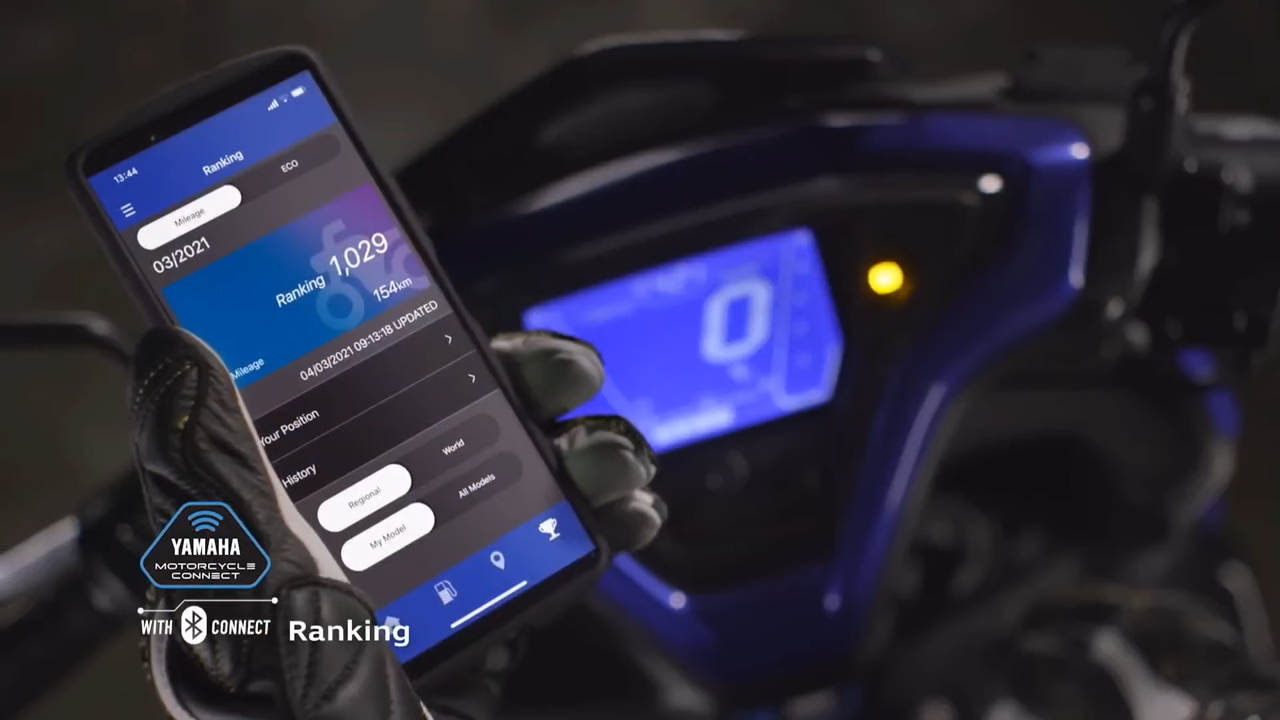 13:44
Ranking
Mileage
ECO
03/2021
Ranking 1,029
154km
Mileage
04/03/2021 09:13:18 UPDATED
Your Position
History
Regional
World
My Model
All Models
0
YAMAHA
MOTORCYCLE
CONNECT
WITH CONNECT
Ranking